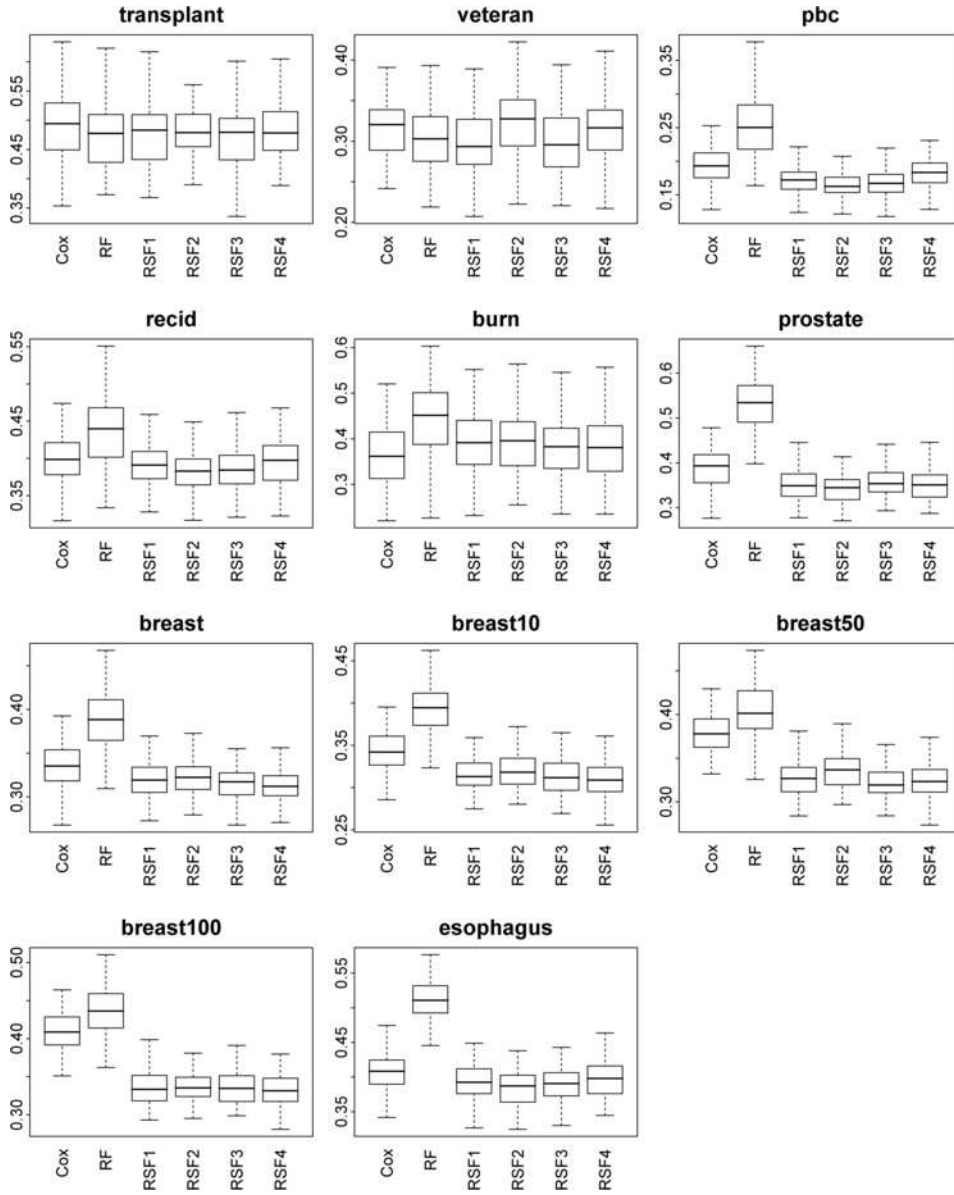 transplant
0.35 0.45 0.55
Cox RF RSF1 RSF2 RSF3 RSF4
veteran
0.20 0.30 0.40
Cox RF RSF1 RSF2 RSF3 RSF4
pbc
0.15 0.25 0.35
Cox RF RSF1 RSF2 RSF3 RSF4
recid
0.35 0.45 0.55
Cox RF RSF1 RSF2 RSF3 RSF4
burn
0.3 0.4 0.5 0.6
Cox RF RSF1 RSF2 RSF3 RSF4
prostate
0.3 0.4 0.5 0.6
Cox RF RSF1 RSF2 RSF3 RSF4
breast
0.30 0.40
Cox RF RSF1 RSF2 RSF3 RSF4
breast10
0.25 0.35 0.45
Cox RF RSF1 RSF2 RSF3 RSF4
breast50
0.30 0.40
Cox RF RSF1 RSF2 RSF3 RSF4
breast100
0.30 0.40 0.50
Cox RF RSF1 RSF2 RSF3 RSF4
esophagus
0.35 0.45 0.55
Cox RF RSF1 RSF2 RSF3 RSF4